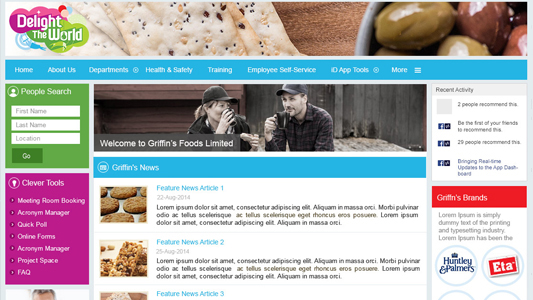 Delight
The World
Home
About Us
Departments
Health & Safety
Training
Employee Self-Service
iD App Tools
More
People Search
First Name
Last Name
Location
Go
Clever Tools
Meeting Room Booking
Acronym Manager
Quick Poll
Online Forms
Acronym Manager
Project Space
FAQ
Welcome to Griffin's Foods Limited
Griffin's News
Feature News Article 1
22-Aug-2014
Lorem ipsum dolor sit amet, consectetur adipiscing elit. Aliquam in massa orci. Morbi pulvinar
odio ac tellus scelerisque ac tellus scelerisque eget rhoncus eros posuere. Lorem ipsum
dolor sit amet, consectetur adipiscing elit. Aliquam in massa orci.
Feature News Article 2
25-Aug-2014
Lorem ipsum dolor sit amet, consectetur adipiscing elit. Aliquam in massa orci. Morbi pulvinar
odio ac tellus scelerisque ac tellus scelerisque eget rhoncus eros posuere. Lorem ipsum
dolor sit amet, consectetur adipiscing elit. Aliquam in massa orci.
Feature News Article 3
Recent Activity
2 people recommend this.
Be the first of your friends
to recommend this.
29 people recommend this.
Bringing Real-time
Updates to the App Dash-
board
Griffn's Brands
Lorem Ipsum is simply
dummy text of the printing
and typesetting industry.
Lorem Ipsum has been the
Huntley
& Palmers
Eta